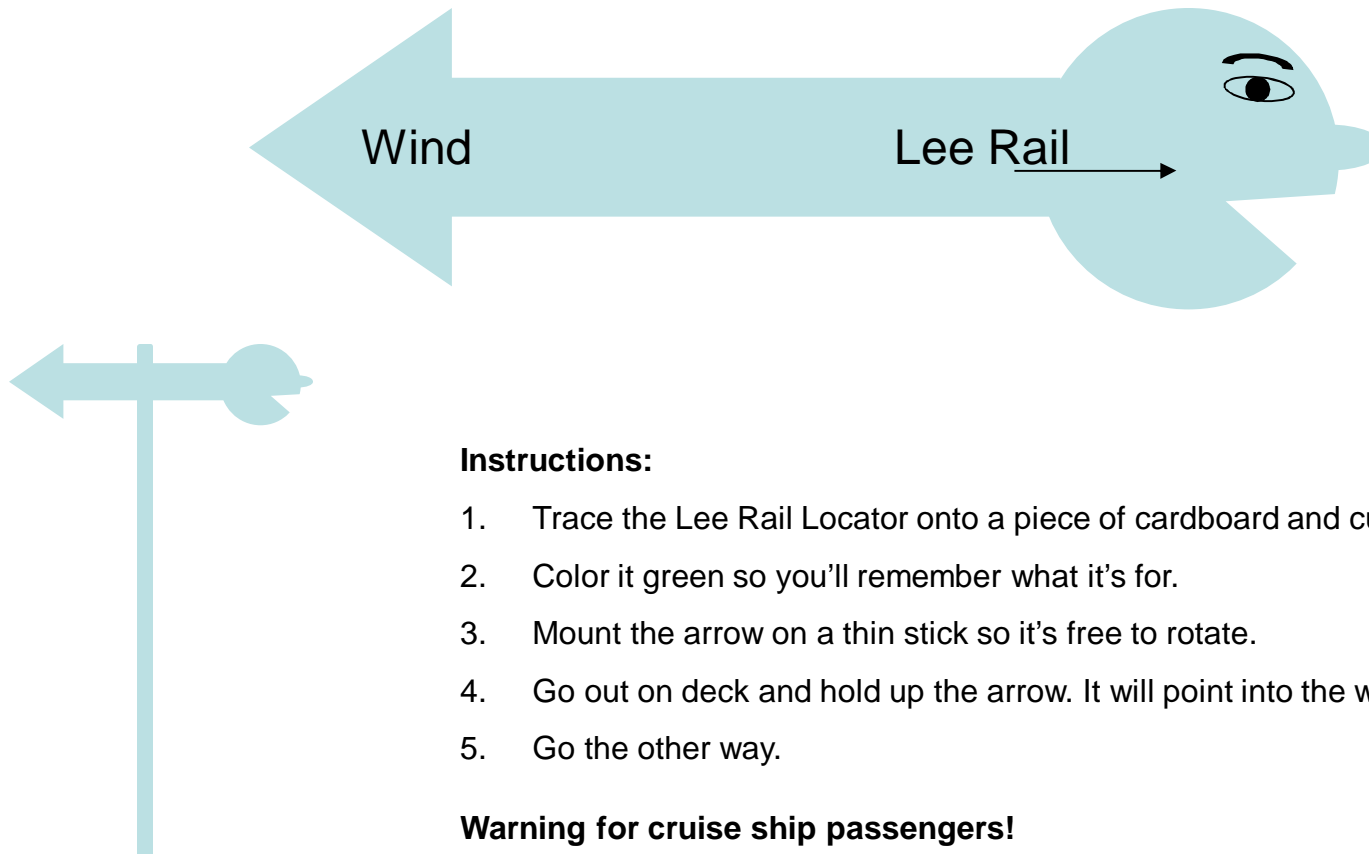 Wind
Lee Rail
Instructions:
1. Trace the Lee Rail Locator onto a piece of cardboard and
2. Color it green so you’ll remember what it’s for.
3. Mount the arrow on a thin stick so it’s free to rotate.
4. Go out on deck and hold up the arrow. It will point into the
5. Go the other way.
Warning for cruise ship passengers!